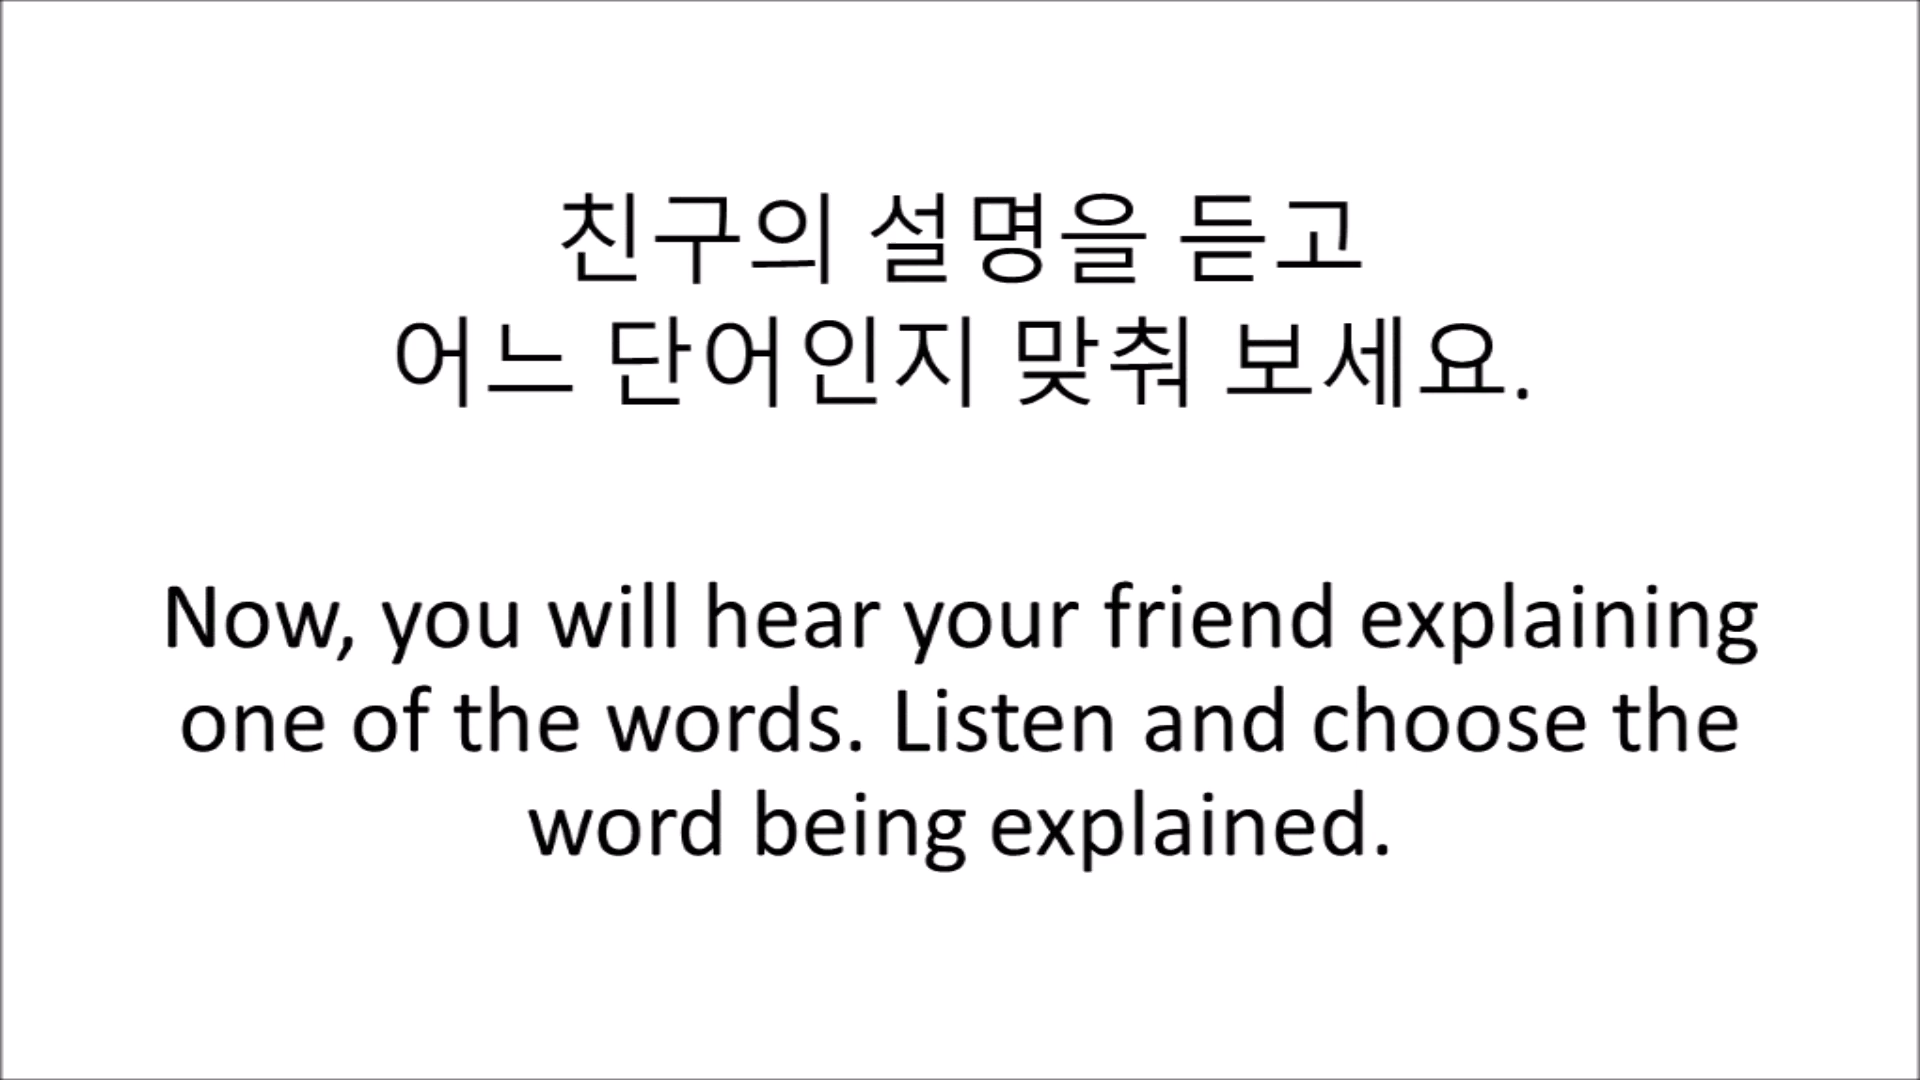 친구의 설명을 듣고
어느 단어인지 맞춰 보세요.
Now, you will hear your friend explaining
one of the words. Listen and choose the
word being explained.